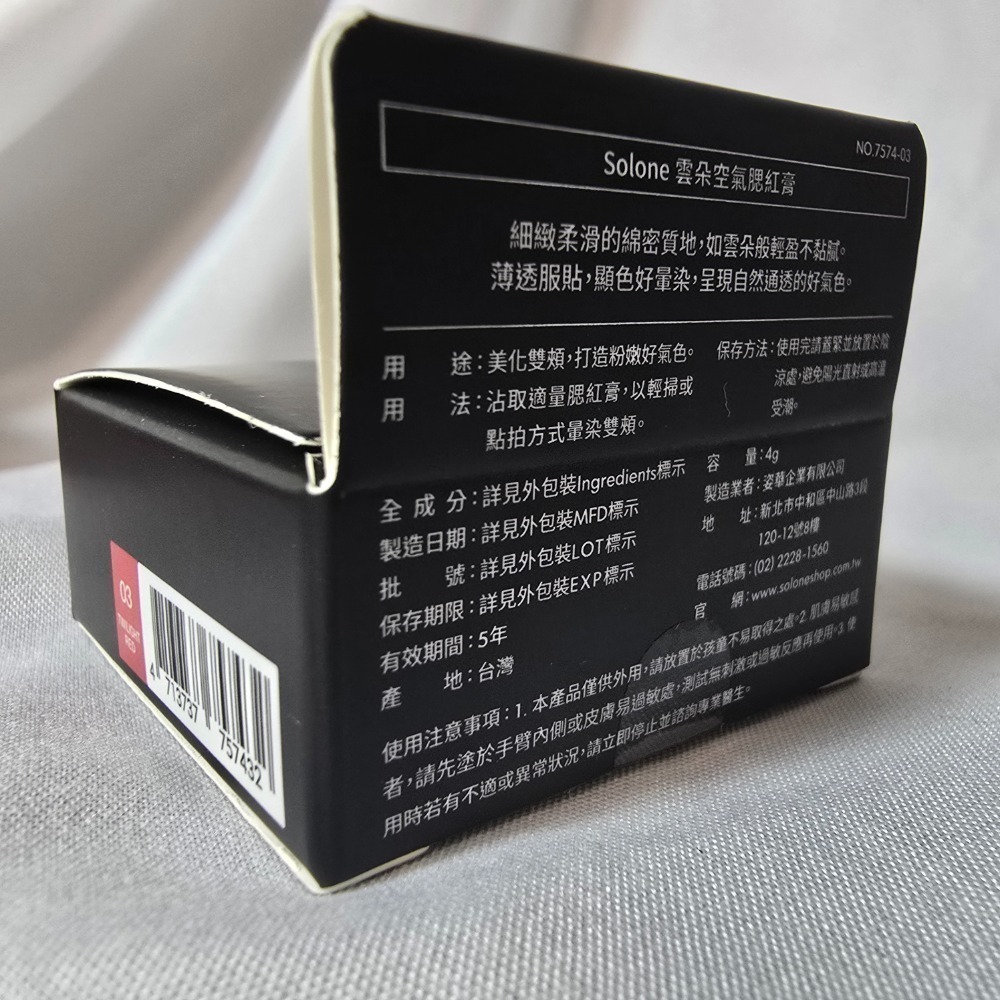 NO.7574-03
Solone 雲朵空氣腮紅膏
細緻柔滑的綿密質地,如雲朵般輕盈不黏膩。
薄透服貼,顯色好暈染,呈現自然通透的好氣色。
用途:美化雙頰,打造粉嫩好氣色。
用法:沾取適量腮紅膏,以輕掃或
點拍方式暈染雙頰。
保存方法:使用完請蓋緊並放置於陰
涼處,避免陽光直射或高溫
受潮。
全成分:詳見外包裝Ingredients標示
製造日期:詳見外包裝MFD標示
批號:詳見外包裝LOT標示
保存期限:詳見外包裝EXP標示
有效期間:5年
產地:台灣
容量:4g
製造業者:姿華企業有限公司
地址:新北市中和區中山路3段
120-12號8樓
電話號碼:(02) 2228-1560
官網:www.soloneshop.com.tw
使用注意事項:1. 本產品僅供外用,請放置於孩童不易取得之處。2. 肌膚易敏感
者,請先塗於手臂內側或皮膚易過敏處,測試無刺激或過敏反應再使用。3. 使
用時若有不適或異常狀況,請立即停止並諮詢專業醫生。
03
TWILIGHT
RED
4 713737 757432